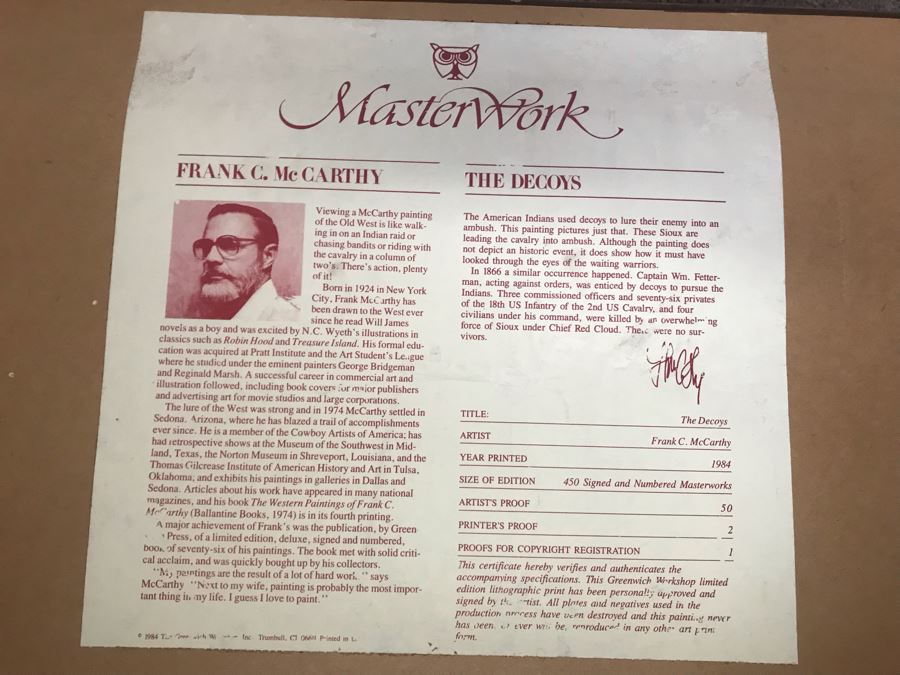 MasterWork
FRANK C. McCARTHY
Viewing a McCarthy painting
of the Old West is like walk-
ing in on an Indian raid or
chasing bandits or riding with
the cavalry in a column of
two's. There's action, plenty
of it!
Born in 1924 in New York
City, Frank McCarthy has
been drawn to the West ever
since he read Will James
novels as a boy and was excited by N.C. Wyeth's illustrations in
classics such as Robin Hood and Treasure Island. His formal edu-
cation was acquired at Pratt Institute and the Art Student's League
where he studied under the eminent painters George Bridgeman
and Reginald Marsh. A successful career in commercial art and
illustration followed, including book covers for major publishers
and advertising art for movie studios and large corporations.
The lure of the West was strong and in 1974 McCarthy settled in
Sedona, Arizona, where he has blazed a trail of accomplishments
ever since. He is a member of the Cowboy Artists of America; has
had retrospective shows at the Museum of the Southwest in Mid-
land, Texas, the Norton Museum in Shreveport, Louisiana, and the
Thomas Gilcrease Institute of American History and Art in Tulsa,
Oklahoma; and exhibits his paintings in galleries in Dallas and
Sedona. Articles about his work have appeared in many national
magazines, and his book The Western Paintings of Frank C.
McCarthy (Ballantine Books, 1974) is in its fourth printing.
A major achievement of Frank's was the publication, by Green
Press, of a limited edition, deluxe, signed and numbered,
book of seventy-six of his paintings. The book met with solid criti-
cal acclaim, and was quickly bought up by his collectors.
"My paintings are the result of a lot of hard work," says
McCarthy "Next to my wife, painting is probably the most impor-
tant thing in my life. I guess I love to paint."
© 1984 Inc. Trumbull, CT 06611 Printed in
THE DECOYS
The American Indians used decoys to lure their enemy into an
ambush. This painting pictures just that. These Sioux are
leading the cavalry into ambush. Although the painting does
not depict an historic event, it does show how it must have
looked through the eyes of the waiting warriors.
In 1866 a similar occurrence happened. Captain Wm. Fetter-
man, acting against orders, was enticed by decoys to pursue the
Indians. Three commissioned officers and seventy-six privates
of the 18th US Infantry of the 2nd US Cavalry, and four
civilians under his command, were killed by an overwhelming
force of Sioux under Chief Red Cloud. There were no sur-
vivors.
TITLE: The Decoys
ARTIST Frank C. McCarthy
YEAR PRINTED 1984
SIZE OF EDITION 450 Signed and Numbered Masterworks
ARTIST'S PROOF 50
PRINTER'S PROOF 2
PROOFS FOR COPYRIGHT REGISTRATION 1
This certificate hereby verifies and authenticates the
accompanying specifications. This Greenwich Workshop limited
edition lithographic print has been personally approved and
signed by the artist. All plates and negatives used in the
production process have been destroyed and this painting never
has been or ever will be, reproduced in any other art print
form.